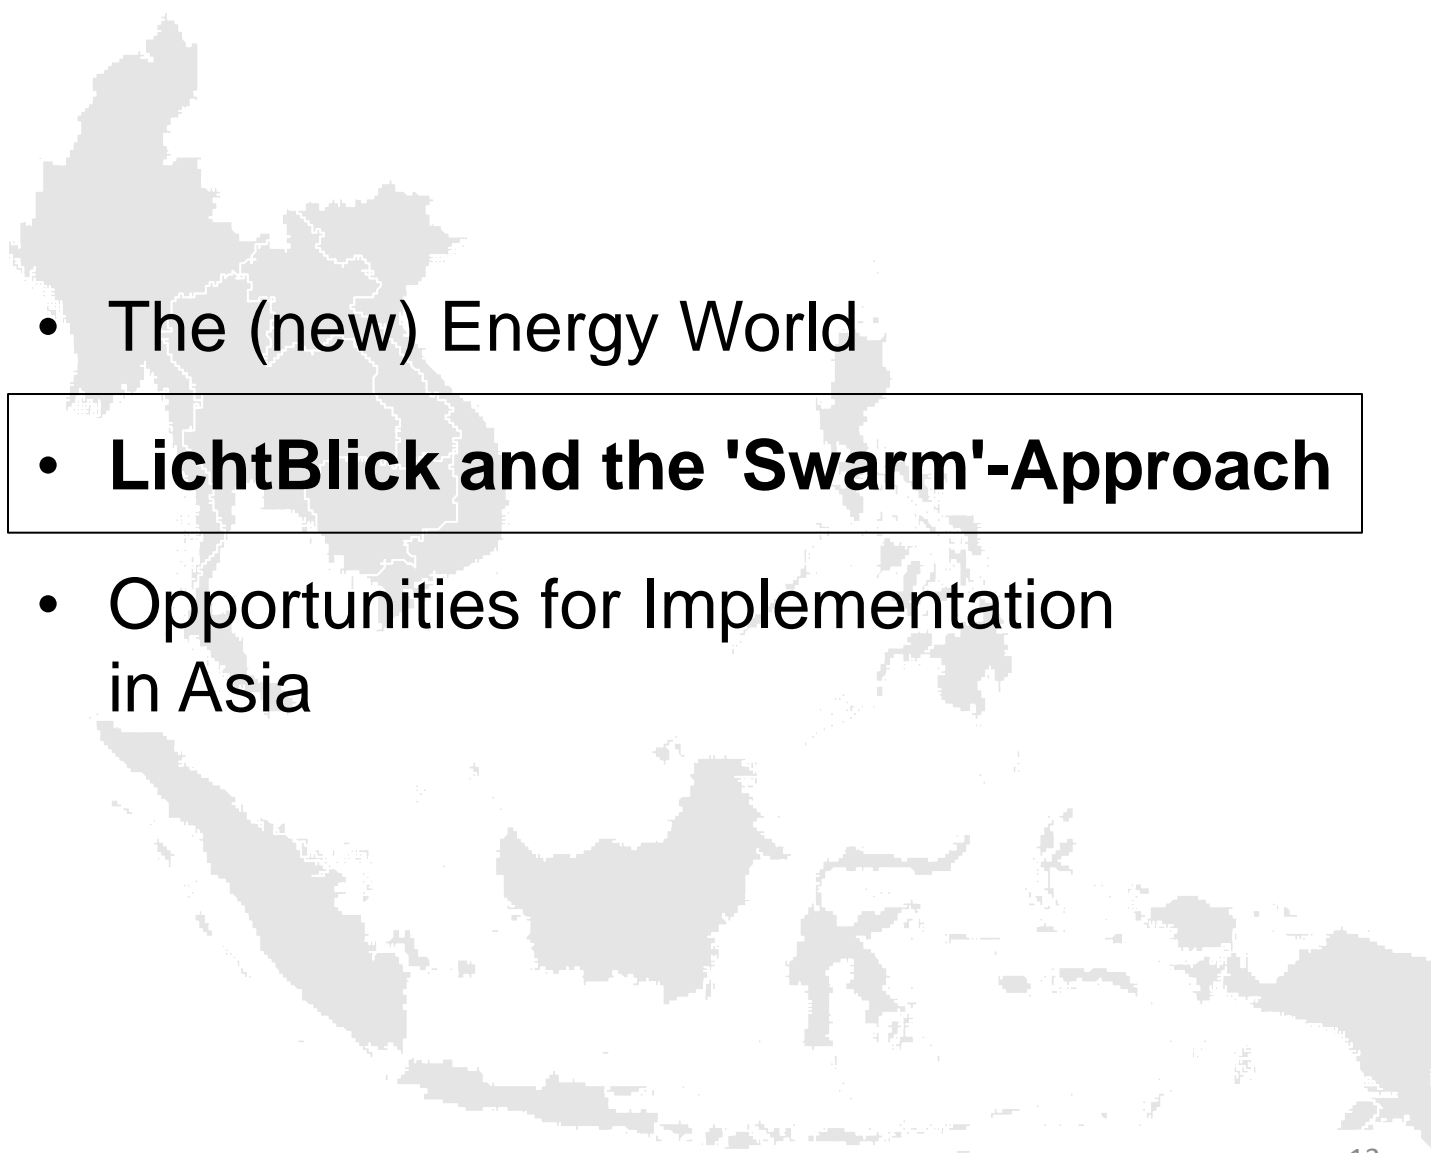 • The (new) Energy World
• LichtBlick and the 'Swarm'-Approach
• Opportunities for Implementation
in Asia